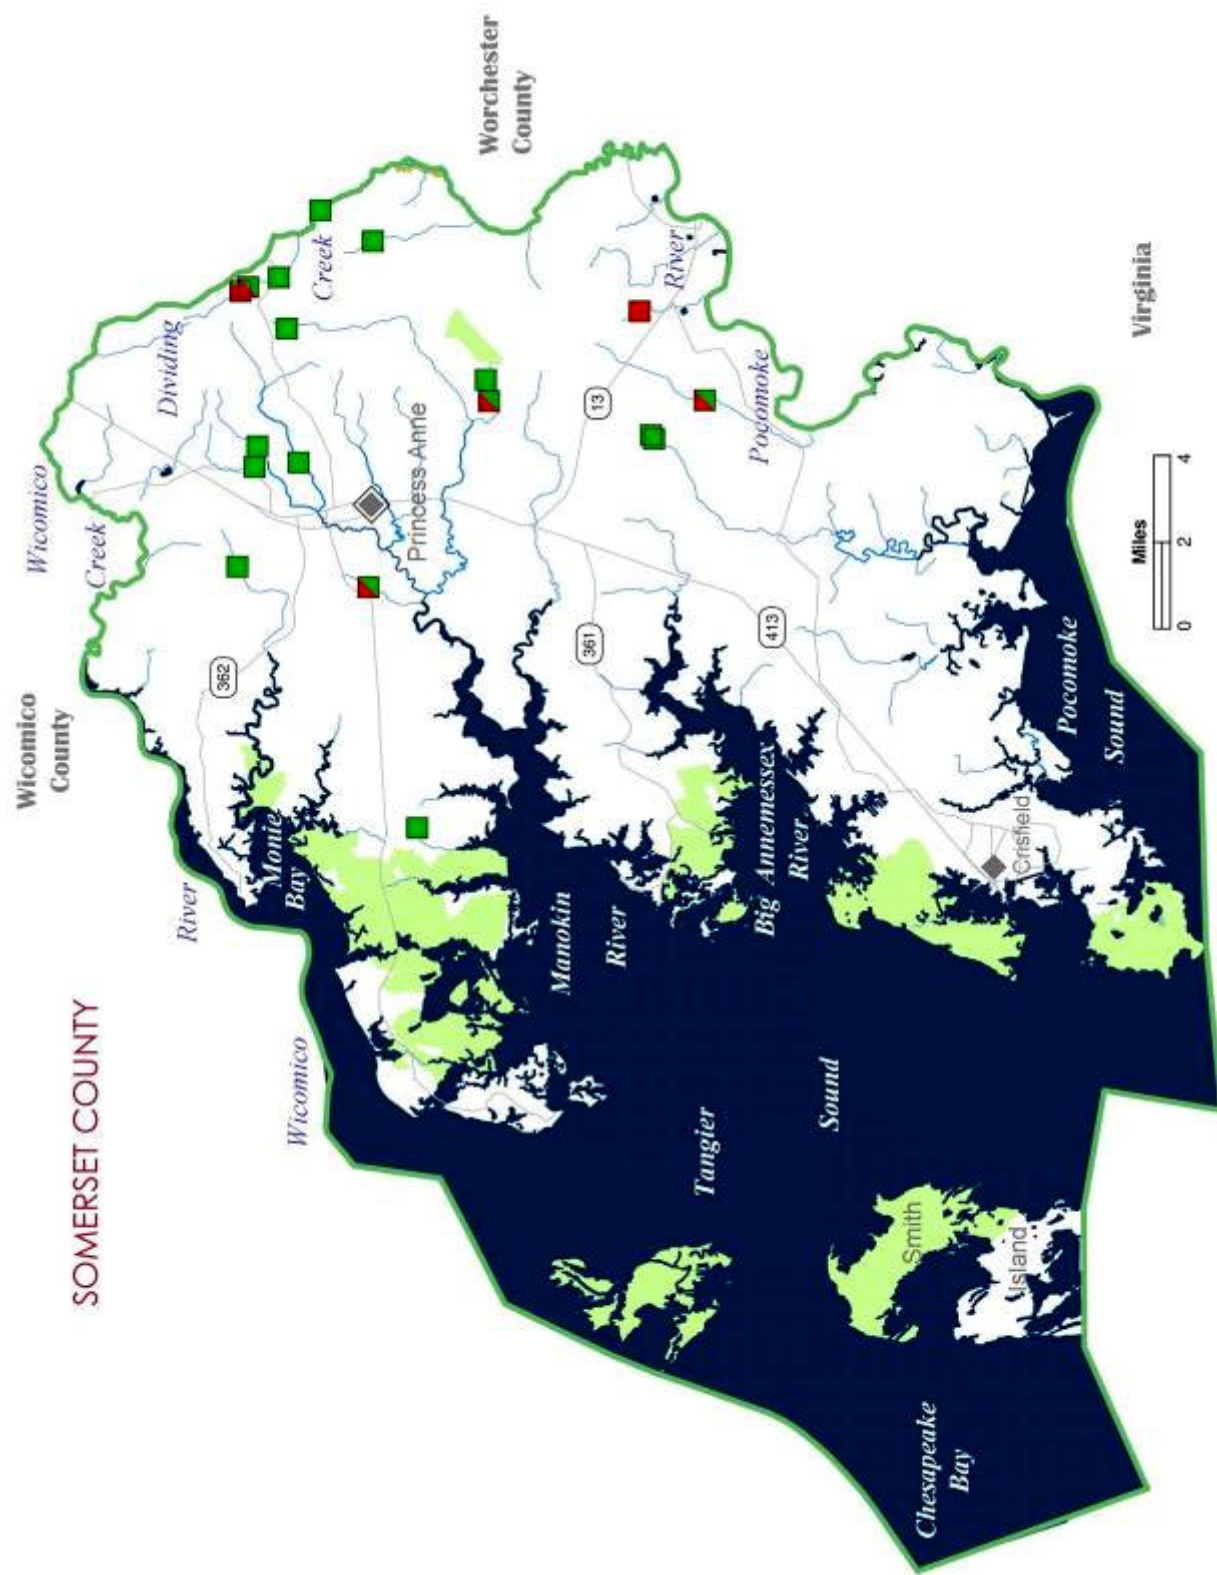 SOMERSET COUNTY
Wicomico
County
Wicomico
Creek
Dividing
Creek
Worchester
County
River
Wicomico
362
Monie
Bay
Princess Anne
Manokin
River
361
13
River
Pocomoke
Big Annemessex
River
413
Tangier
Sound
Smith
Island
Crisfield
Pocomoke
Sound
Chesapeake
Bay
Virginia
Miles
0 2 4